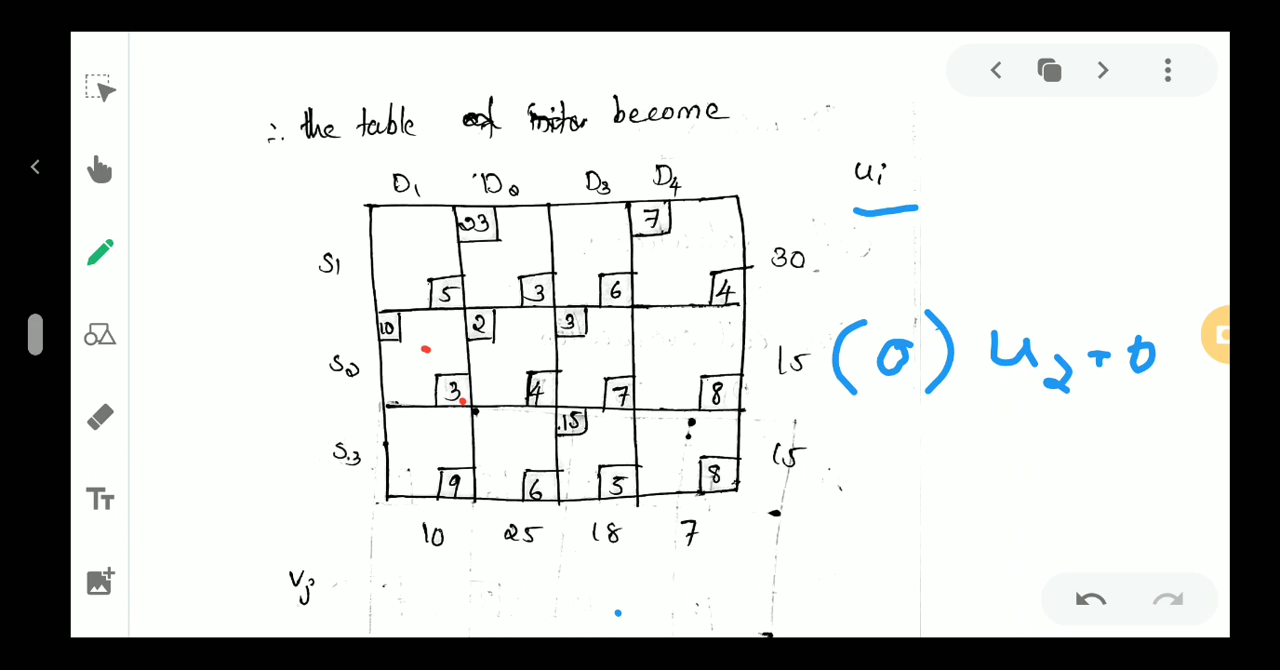 ∴ the table become
D1 D2 D3 D4 ui
23 7
S1 30
5 3 6 4
10 2 3
S2 15 (0) u2 = 0
3 4 7 8
15
S3 15
9 6 5 8
10 25 18 7
Vj
Tt